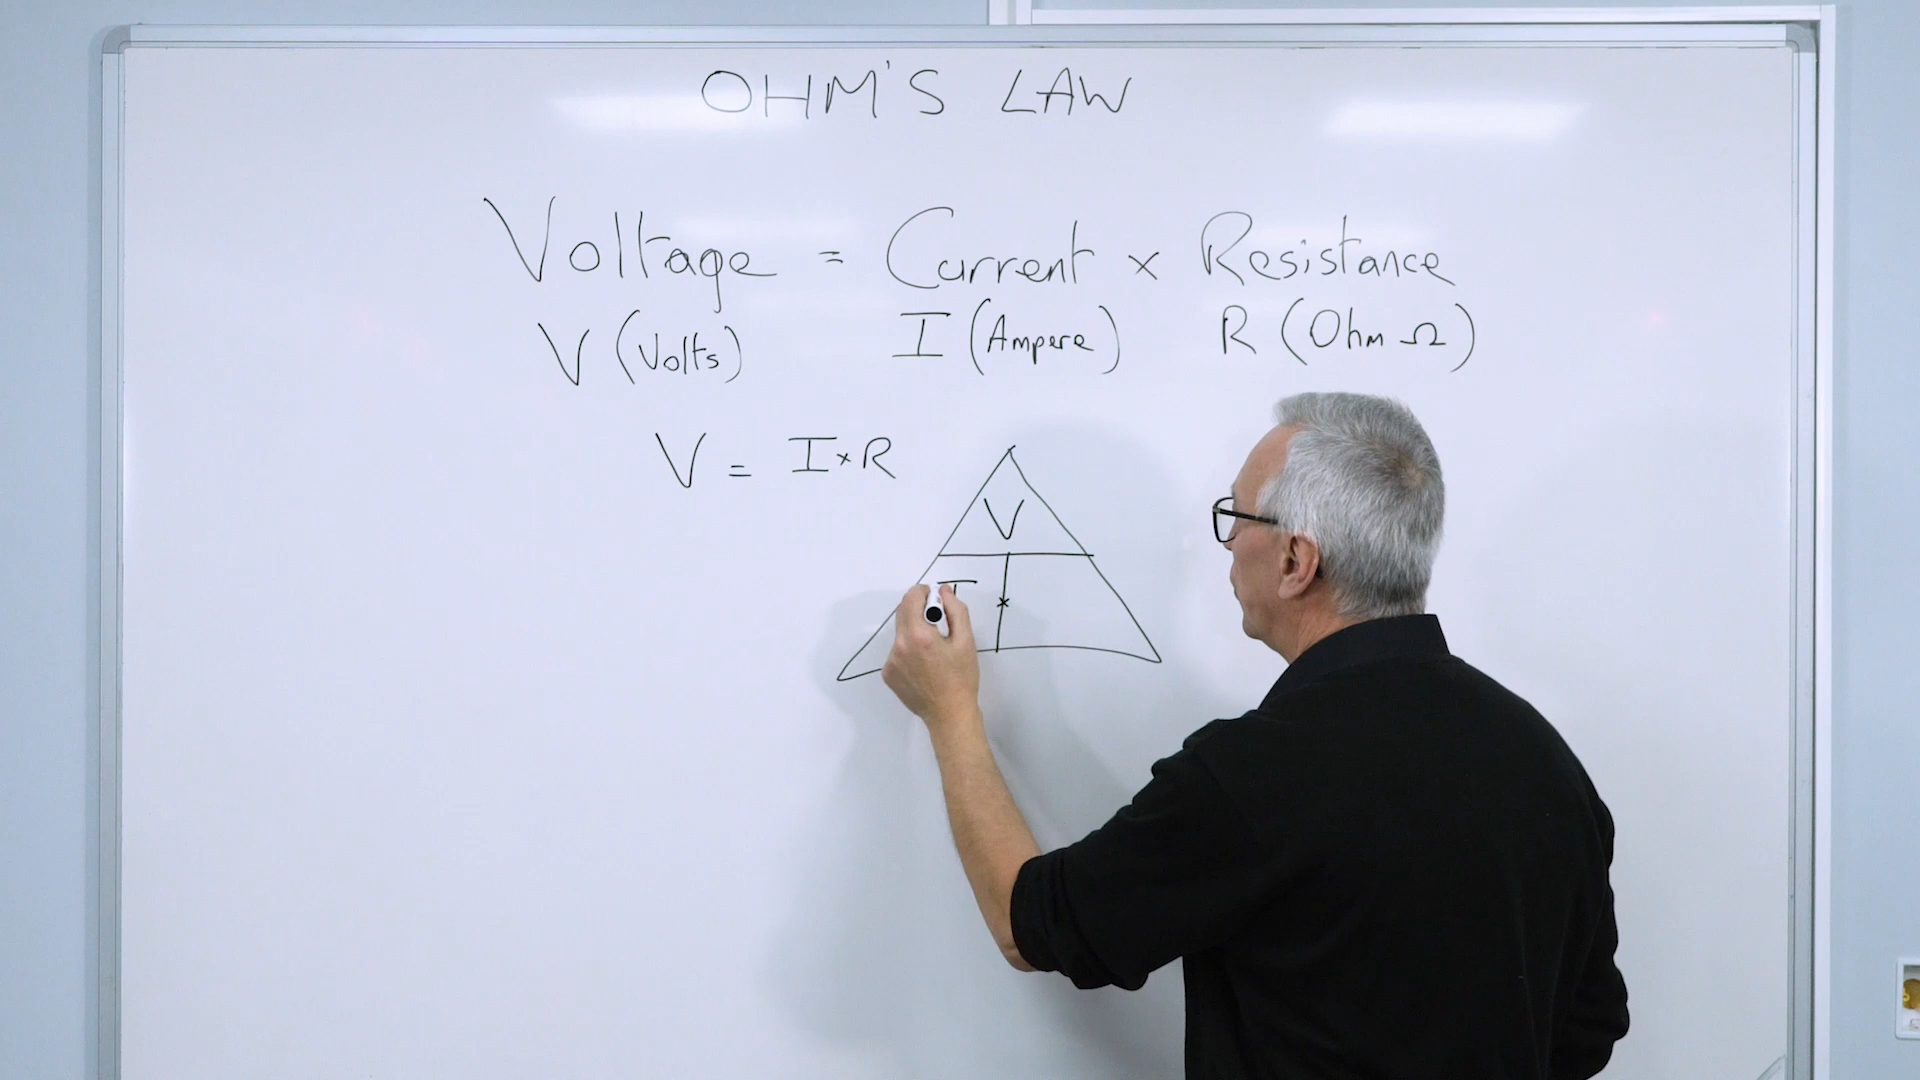 OHM'S LAW
Voltage = Current × Resistance
V (Volts) I (Ampere) R (Ohm Ω)
V = I × R
V
I ×